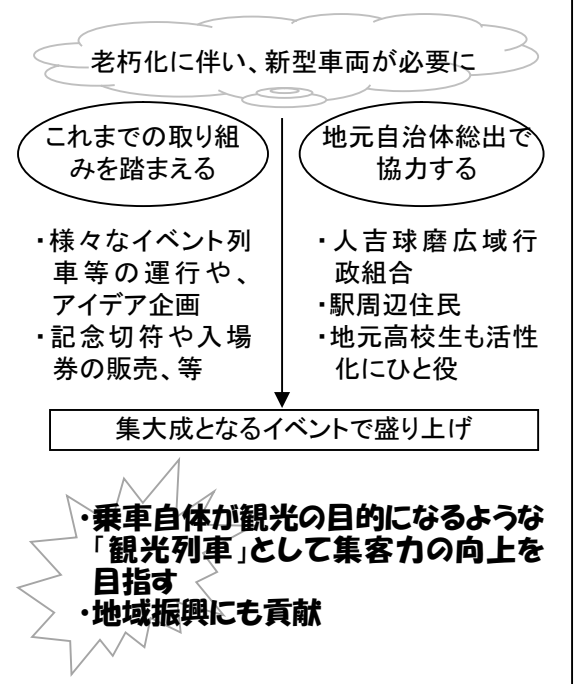 老朽化に伴い、新型車両が必要に
これまでの取り組
みを踏まえる
地元自治体総出で
協力する
・様々なイベント列
車等の運行や、
アイデア企画
・記念切符や入場
券の販売、等
・人吉球磨広域行
政組合
・駅周辺住民
・地元高校生も活性
化にひと役
集大成となるイベントで盛り上げ
・乗車自体が観光の目的になるような
「観光列車」として集客力の向上を
目指す
・地域振興にも貢献